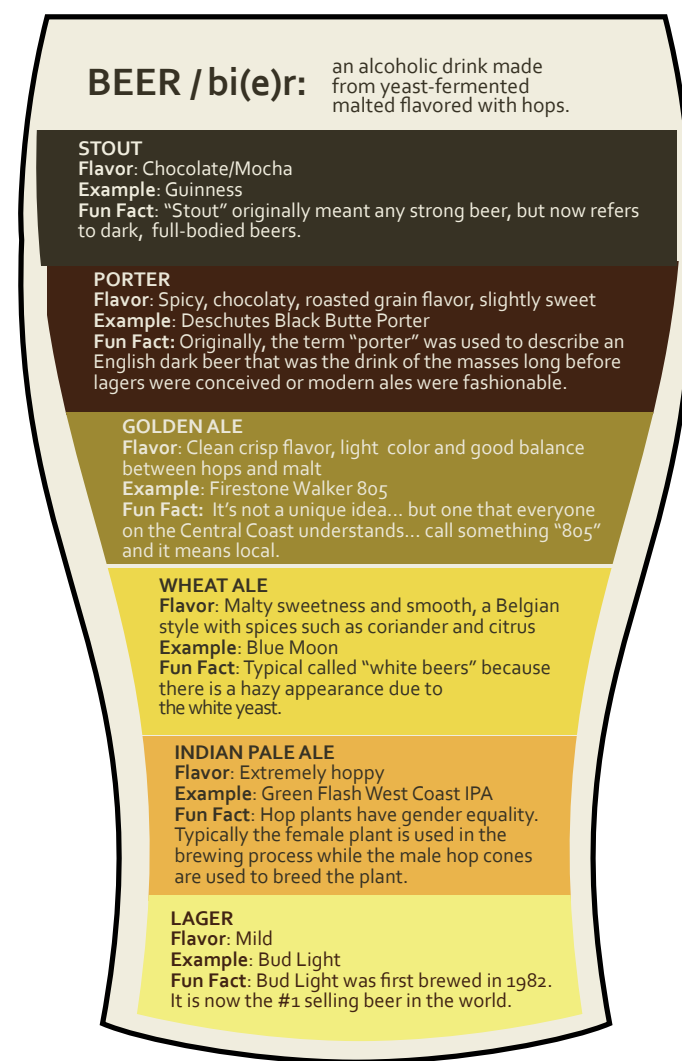 BEER / bi(e)r:
an alcoholic drink made
from yeast-fermented
malted flavored with hops.
STOUT
Flavor: Chocolate/Mocha
Example: Guinness
Fun Fact: “Stout” originally meant any strong beer, but now refers
to dark, full-bodied beers.
PORTER
Flavor: Spicy, chocolaty, roasted grain flavor, slightly sweet
Example: Deschutes Black Butte Porter
Fun Fact: Originally, the term “porter” was used to describe an
English dark beer that was the drink of the masses long before
lagers were conceived or modern ales were fashionable.
GOLDEN ALE
Flavor: Clean crisp flavor, light color and good balance
between hops and malt
Example: Firestone Walker 805
Fun Fact: It’s not a unique idea... but one that everyone
on the Central Coast understands... call something “805”
and it means local.
WHEAT ALE
Flavor: Malty sweetness and smooth, a Belgian
style with spices such as coriander and citrus
Example: Blue Moon
Fun Fact: Typical called “white beers” because
there is a hazy appearance due to
the white yeast.
INDIAN PALE ALE
Flavor: Extremely hoppy
Example: Green Flash West Coast IPA
Fun Fact: Hop plants have gender equality.
Typically the female plant is used in the
brewing process while the male hop cones
are used to breed the plant.
LAGER
Flavor: Mild
Example: Bud Light
Fun Fact: Bud Light was first brewed in 1982.
It is now the #1 selling beer in the world.